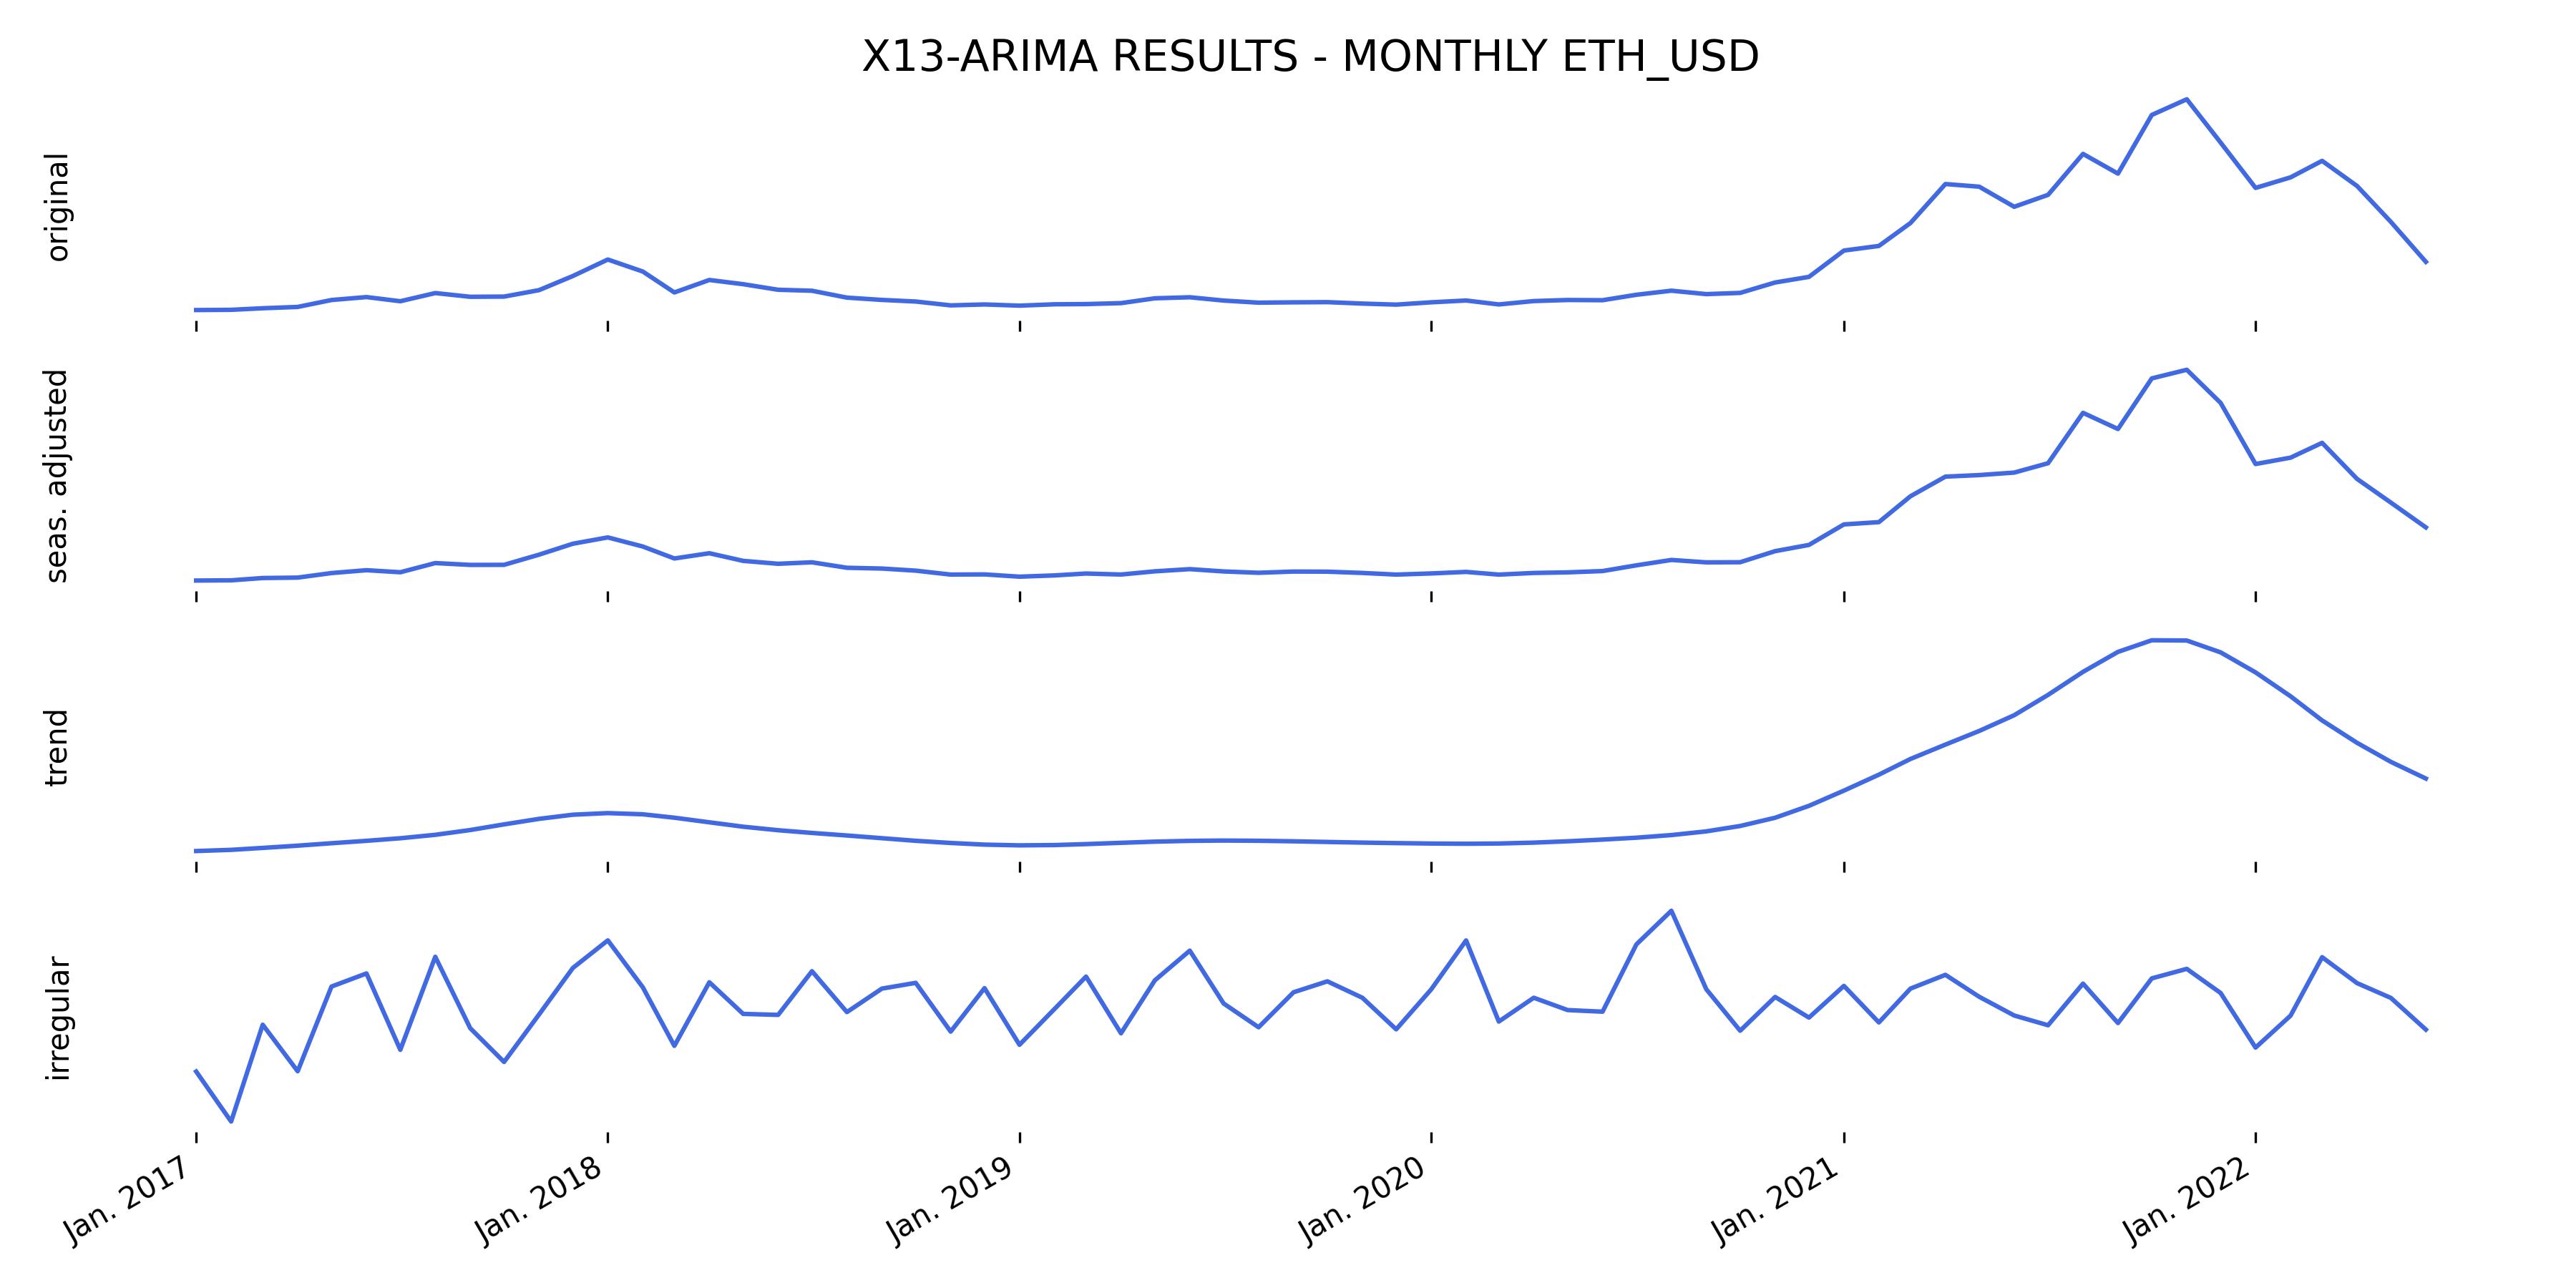 X13-ARIMA RESULTS - MONTHLY ETH_USD
original
seas. adjusted
trend
irregular
Jan. 2017
Jan. 2018
Jan. 2019
Jan. 2020
Jan. 2021
Jan. 2022